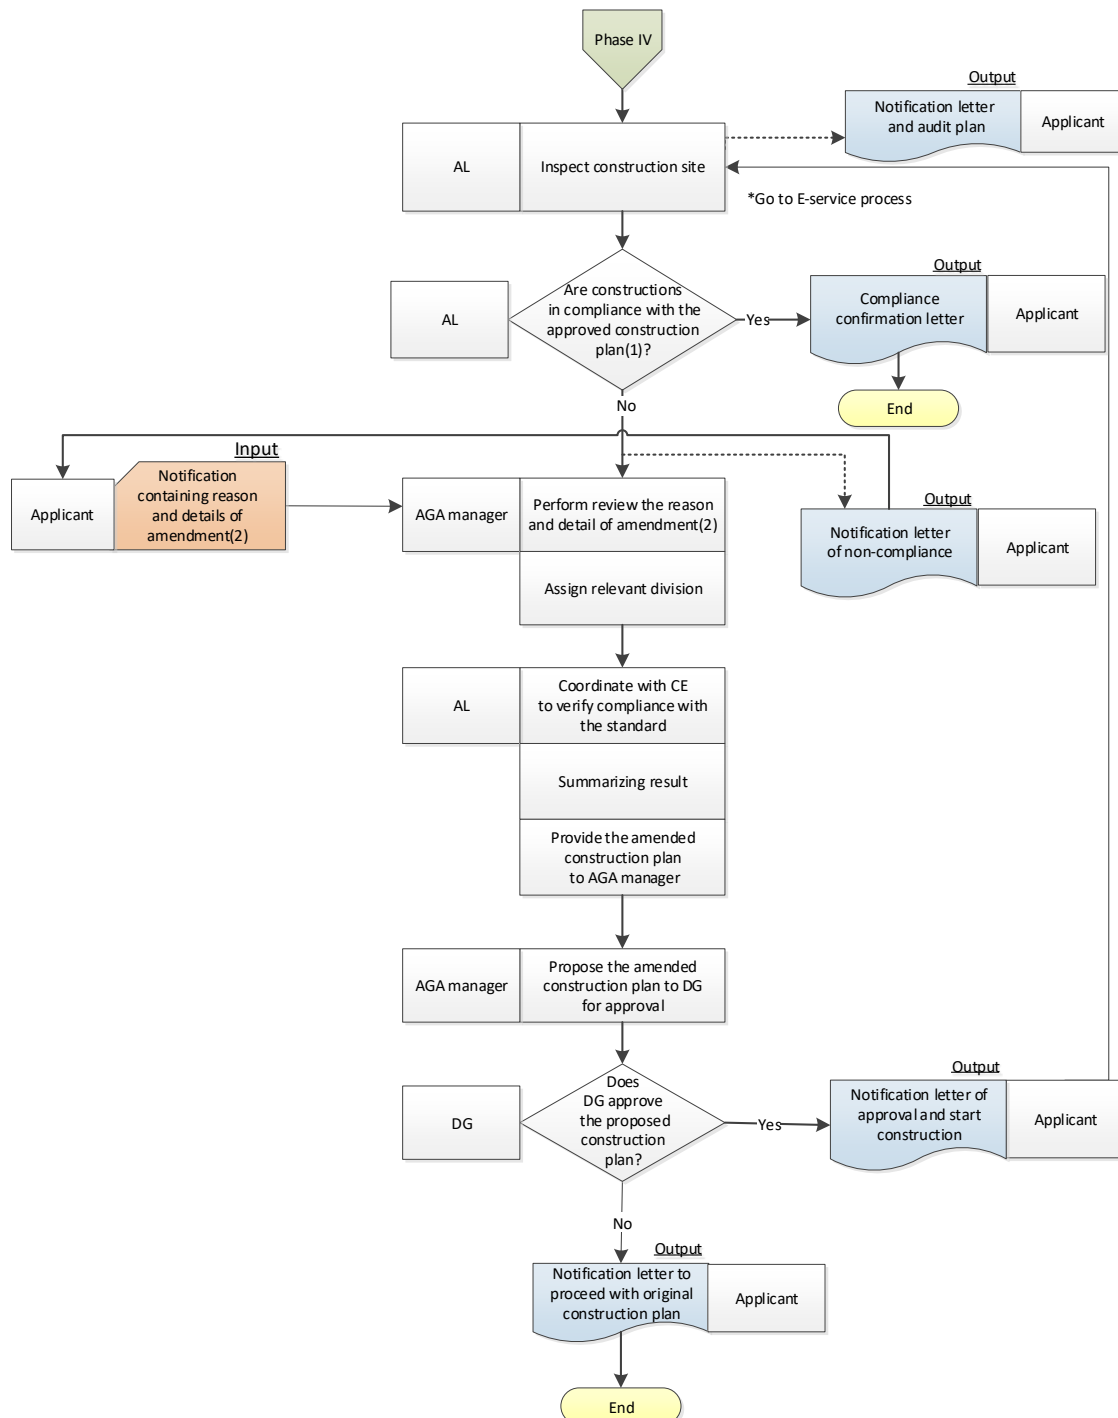 Phase IV
Output
Notification letter
and audit plan
Applicant
AL
Inspect construction site
*Go to E-service process
Output
Are constructions
in compliance with the
approved construction
plan(1)?
AL
Yes
Compliance
confirmation letter
Applicant
End
No
Input
Applicant
Notification
containing reason
and details of
amendment(2)
AGA manager
Perform review the reason
and detail of amendment(2)
Assign relevant division
Output
Notification letter
of non-compliance
Applicant
AL
Coordinate with CE
to verify compliance with
the standard
Summarizing result
Provide the amended
construction plan
to AGA manager
AGA manager
Propose the amended
construction plan to DG
for approval
DG
Does
DG approve
the proposed
construction
plan?
Yes
Output
Notification letter of
approval and start
construction
Applicant
No
Output
Notification letter to
proceed with original
construction plan
Applicant
End